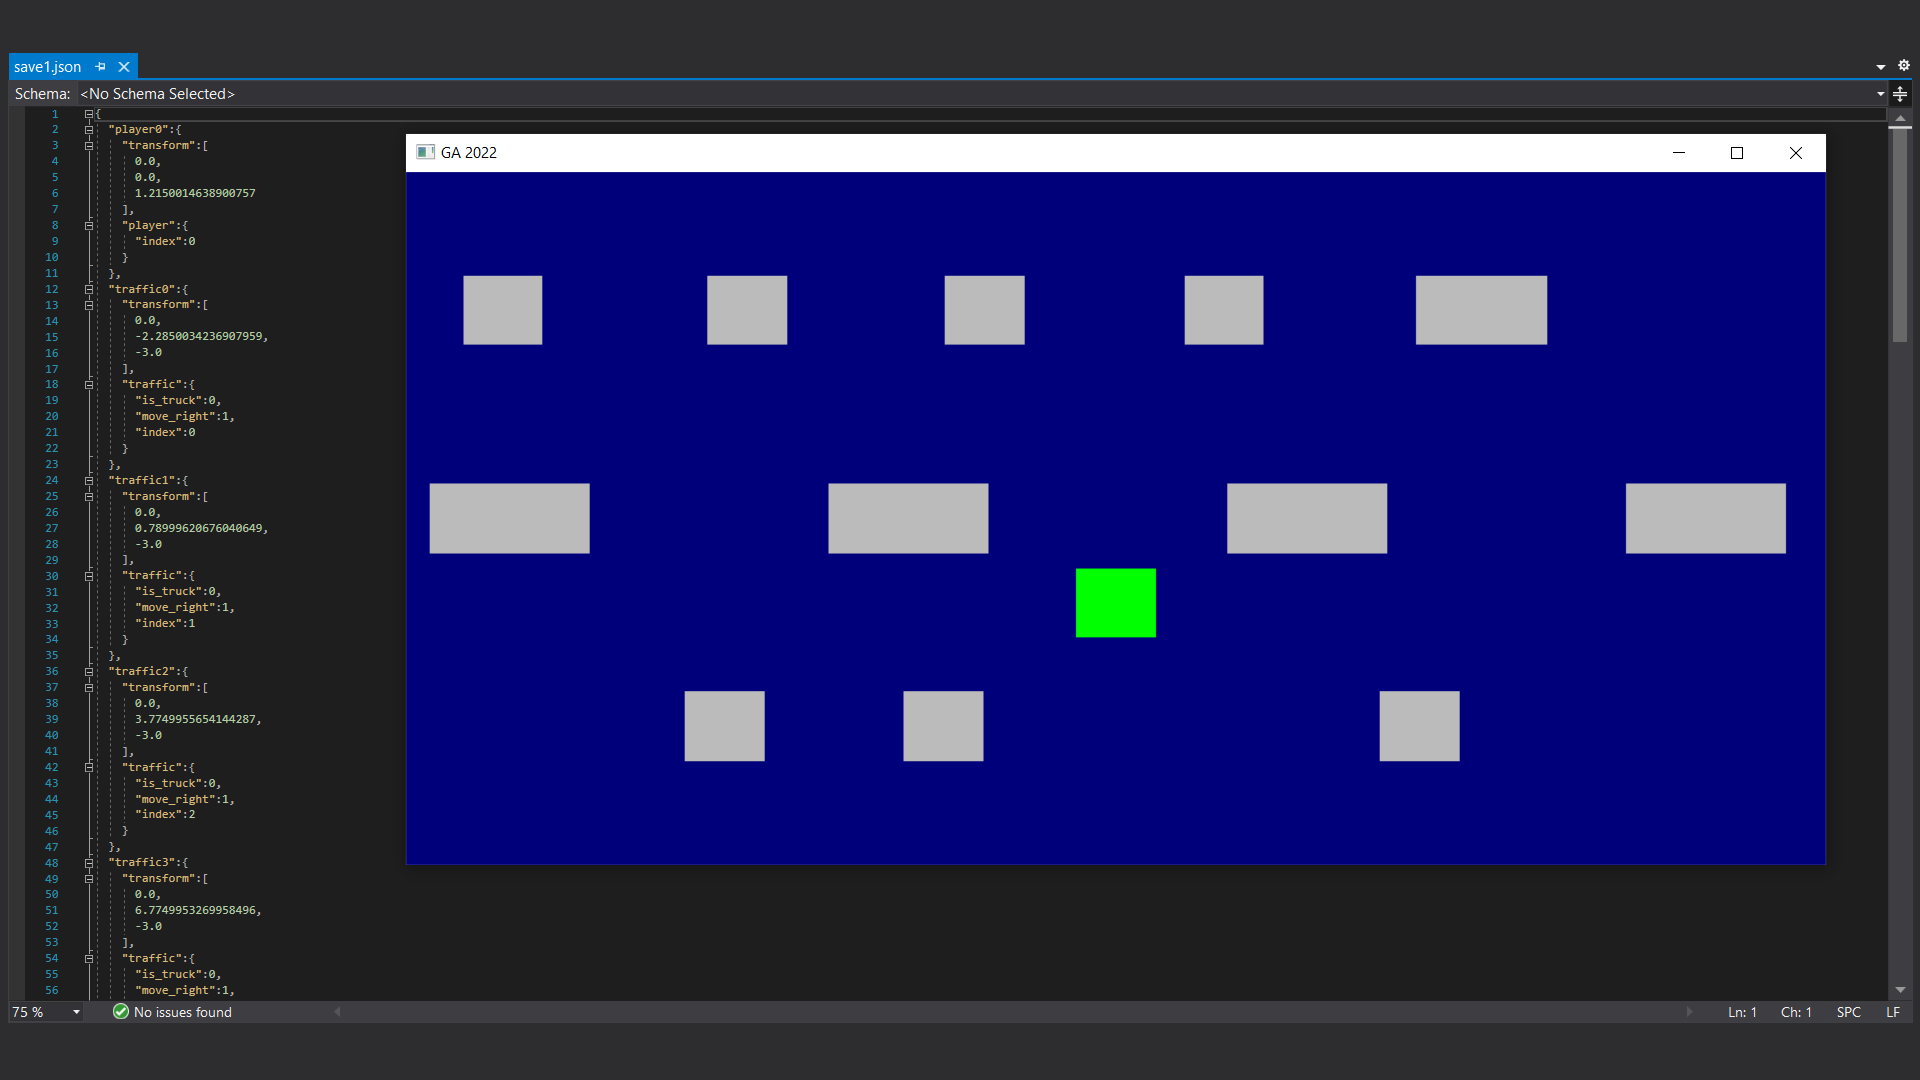 save1.json
Schema: <No Schema Selected>
1 {
2 "player0":{
3 "transform":[
4 0.0,
5 0.0,
6 1.2150014638900757
7 ],
8 "player":{
9 "index":0
10 }
11 },
12 "traffic0":{
13 "transform":[
14 0.0,
15 -2.2850034236907959,
16 -3.0
17 ],
18 "traffic":{
19 "is_truck":0,
20 "move_right":1,
21 "index":0
22 }
23 },
24 "traffic1":{
25 "transform":[
26 0.0,
27 0.78999620676040649,
28 -3.0
29 ],
30 "traffic":{
31 "is_truck":0,
32 "move_right":1,
33 "index":1
34 }
35 },
36 "traffic2":{
37 "transform":[
38 0.0,
39 3.7749955654144287,
40 -3.0
41 ],
42 "traffic":{
43 "is_truck":0,
44 "move_right":1,
45 "index":2
46 }
47 },
48 "traffic3":{
49 "transform":[
50 0.0,
51 6.7749953269958496,
52 -3.0
53 ],
54 "traffic":{
55 "is_truck":0,
56 "move_right":1,
GA 2022
75 % No issues found Ln: 1 Ch: 1 SPC LF